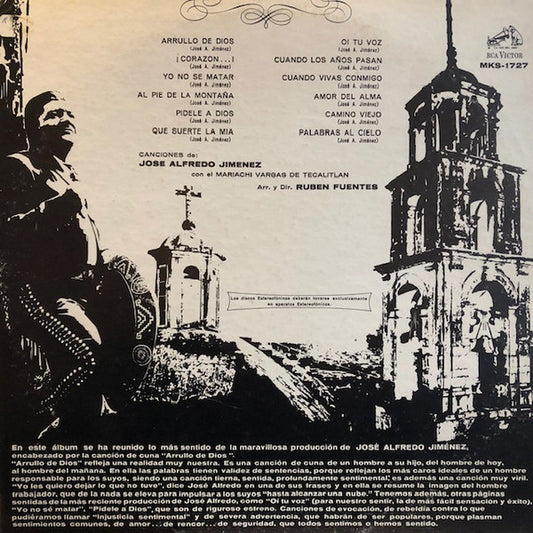 RCA VICTOR
MKS-1727
ARRULLO DE DIOS
(José A. Jiménez)
¡CORAZON...!
(José A. Jiménez)
YO NO SE MATAR
(José A. Jiménez)
AL PIE DE LA MONTAÑA
(José A. Jiménez)
PIDELE A DIOS
(José A. Jiménez)
QUE SUERTE LA MIA
(José A. Jiménez)
OI TU VOZ
(José A. Jiménez)
CUANDO LOS AÑOS PASAN
(José A. Jiménez)
CUANDO VIVAS CONMIGO
(José A. Jiménez)
AMOR DEL ALMA
(José A. Jiménez)
CAMINO VIEJO
(José A. Jiménez)
PALABRAS AL CIELO
(José A. Jiménez)
CANCIONES de:
JOSE ALFREDO JIMENEZ
con el MARIACHI VARGAS DE TECALITLAN
Arr. y Dir. RUBEN FUENTES
Los discos Estereofónicos deberán tocarse exclusivamente
en aparatos Estereofónicos.
En este álbum se ha reunido lo más sentido de la maravillosa producción de JOSÉ ALFREDO JIMÉNEZ,
encabezado por la canción de cuna "Arrullo de Dios".
"Arrullo de Dios" refleja una realidad muy nuestra. Es una canción de cuna de un hombre a su hijo, del hombre de hoy,
al hombre del mañana. En ella las palabras tienen validez de sentencias, porque reflejan los más caros ideales de un hombre
responsable para los suyos, siendo una canción tierna, sentida, profundamente sentimental; es además una canción muy viril.
"Yo les quiero dejar lo que no tuve", dice José Alfredo en una de sus frases y en ella se resume la imagen del hombre
trabajador, que de la nada se eleva para impulsar a los suyos "hasta alcanzar una nube." Tenemos además, otras páginas
sentidas de la más reciente producción de José Alfredo, como "Oi tu voz" (para nuestro sentir, la de más fácil sensación y éxito),
"Yo no sé matar", "Pídele a Dios", que son de riguroso estreno. Canciones de evocación, de rebeldía contra lo que
pudiéramos llamar "injusticia sentimental" y de severa advertencia, que habrán de ser populares, porque plasman
sentimientos comunes, de amor...de rencor...de seguridad, que todos sentimos o hemos sentido.